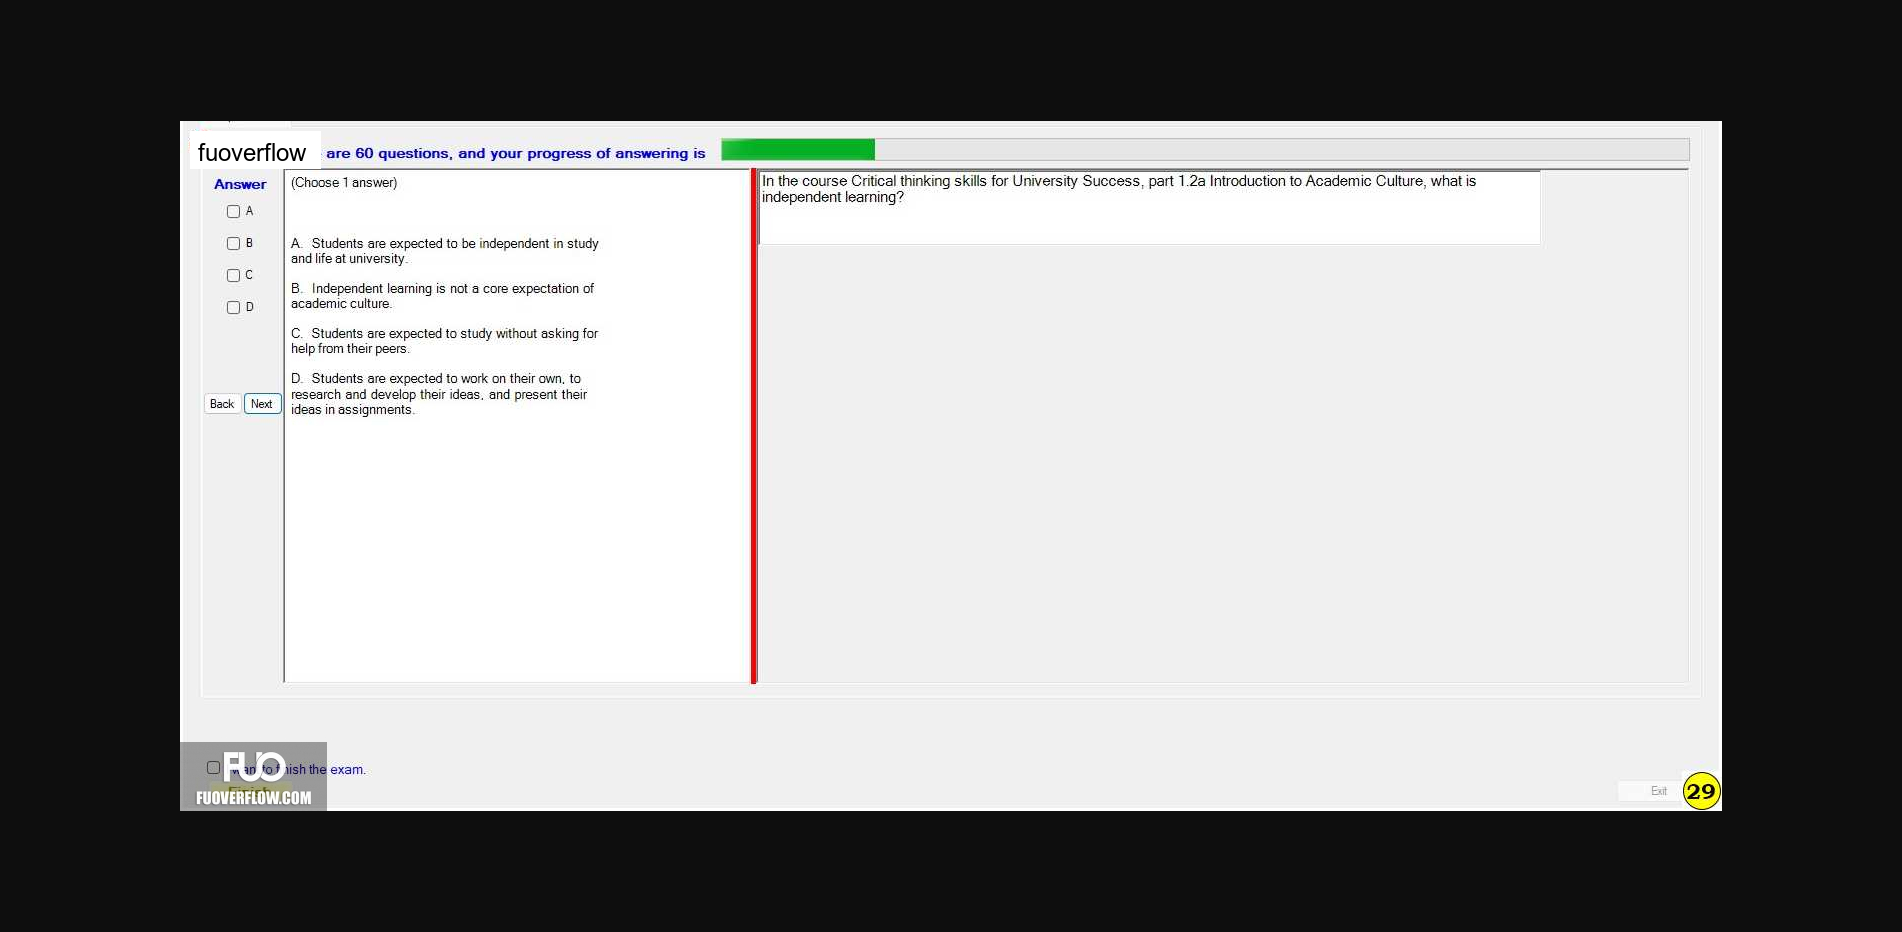 fuoverflow are 60 questions, and your progress of answering is
Answer
(Choose 1 answer)
In the course Critical thinking skills for University Success, part 1.2a Introduction to Academic Culture, what is
independent learning?
A
B
C
D
A. Students are expected to be independent in study
and life at university.
B. Independent learning is not a core expectation of
academic culture.
C. Students are expected to study without asking for
help from their peers.
D. Students are expected to work on their own, to
research and develop their ideas, and present their
ideas in assignments.
Back Next
FUO
want to finish the exam.
Finish
FUOVERFLOW.COM
Exit
29